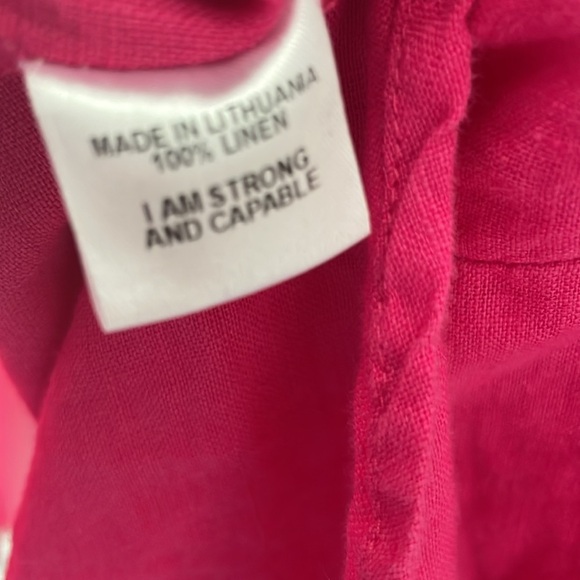 MADE IN LITHUANIA
100% LINEN
I AM STRONG
AND CAPABLE